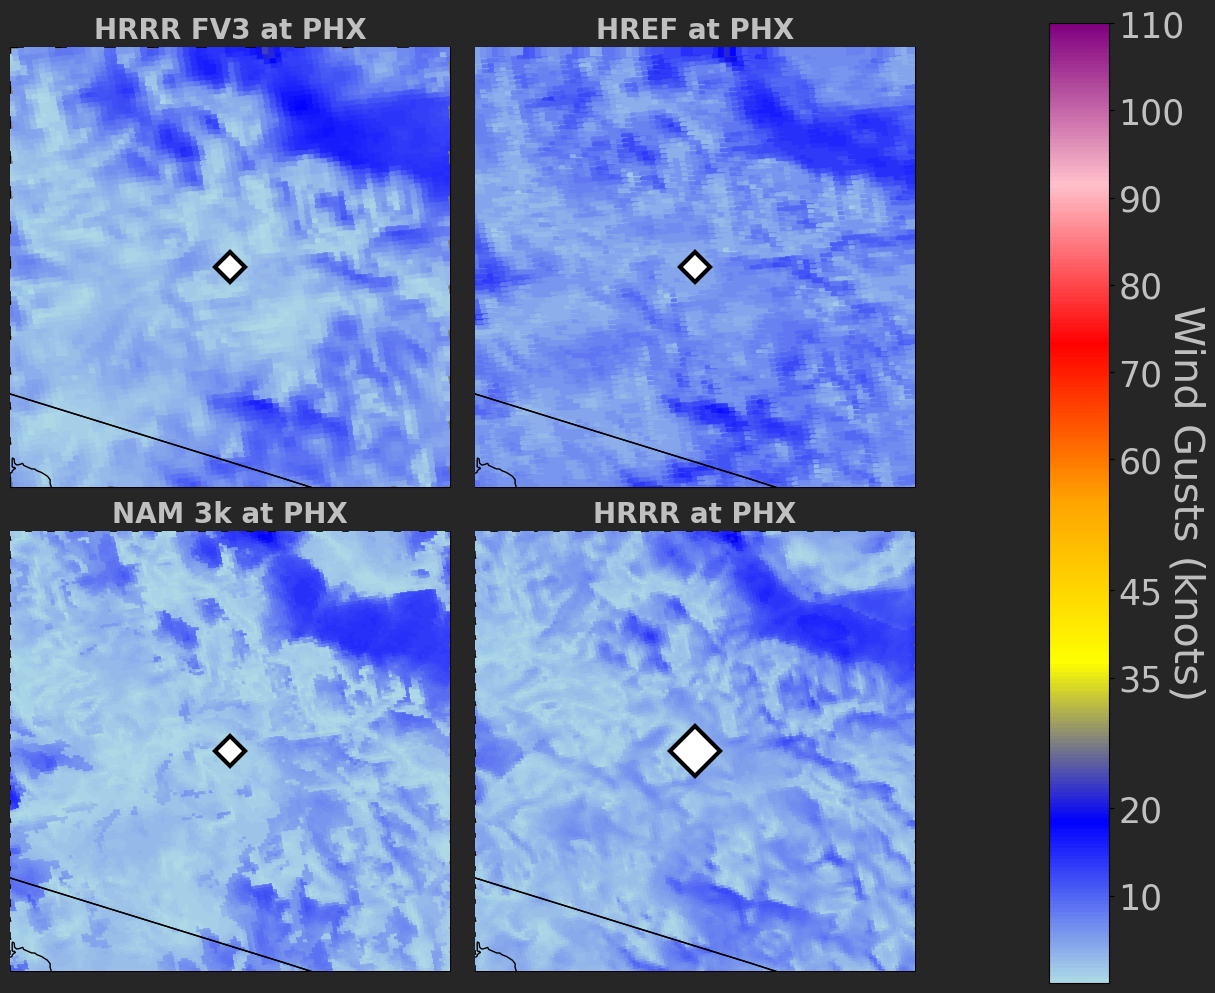 HRRR FV3 at PHX
HREF at PHX
NAM 3k at PHX
HRRR at PHX
110
100
90
80
70
60
45
35
20
10
Wind Gusts (knots)